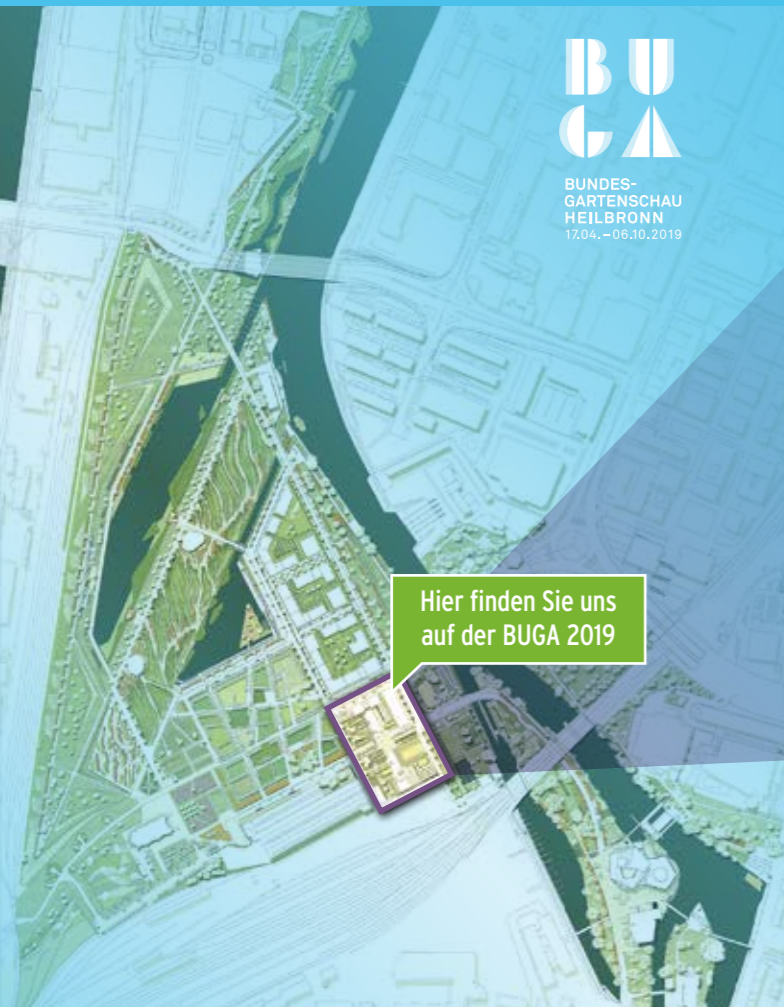 BU
GA
BUNDES-
GARTENSCHAU
HEILBRONN
17.04.–06.10.2019
Hier finden Sie uns
auf der BUGA 2019